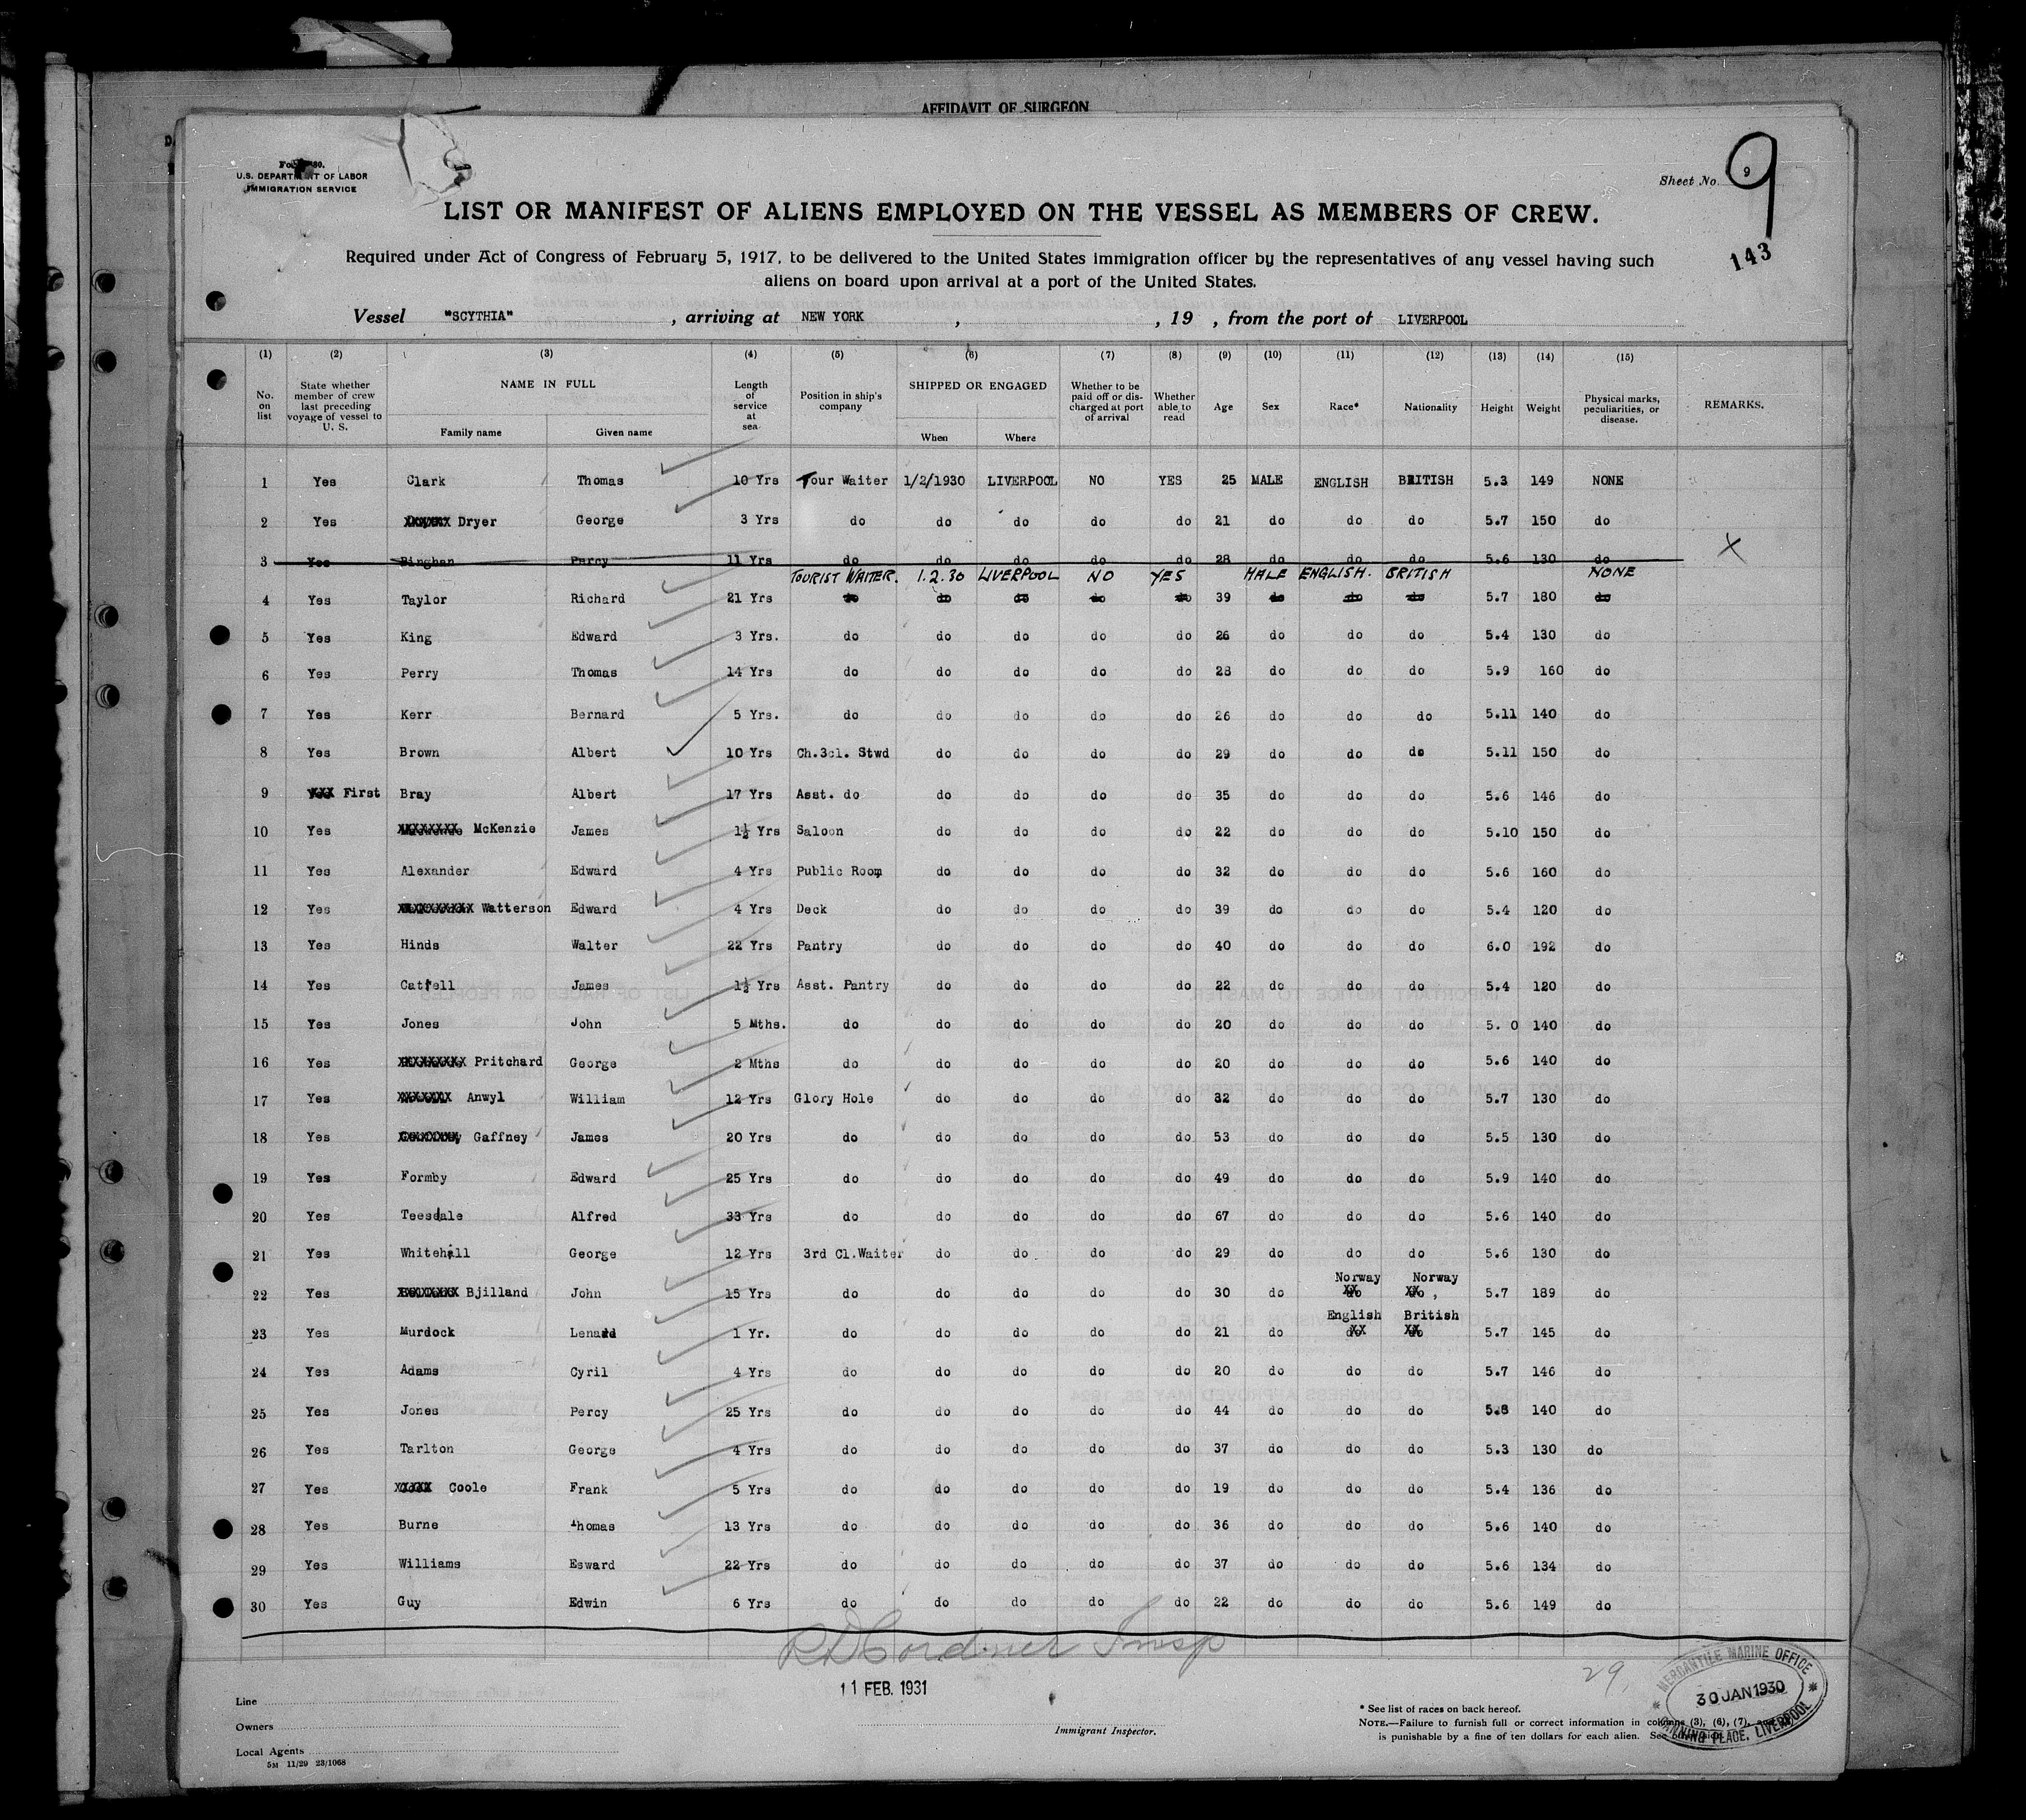 AFFIDAVIT OF SURGEON
U.S. DEPARTMENT OF LABOR
IMMIGRATION SERVICE
Sheet No. 9
9
143
LIST OR MANIFEST OF ALIENS EMPLOYED ON THE VESSEL AS MEMBERS OF CREW.
Required under Act of Congress of February 5, 1917, to be delivered to the United States immigration officer by the representatives of any vessel having such
aliens on board upon arrival at a port of the United States.
Vessel "SCYTHIA" , arriving at NEW YORK , , 19 , from the port of LIVERPOOL
(1) (2) (3) (4) (5) (6) (7) (8) (9) (10) (11) (12) (13) (14) (15)
No. on list State whether member of crew last preceding voyage of vessel to U. S. NAME IN FULL Family name Given name Length of service at sea Position in ship's company SHIPPED OR ENGAGED When Where Whether to be paid off or discharged at port of arrival Whether able to read Age Sex Race* Nationality Height Weight Physical marks, peculiarities, or disease. REMARKS.
1 Yes Clark Thomas 10 Yrs Tour Waiter 1/2/1930 LIVERPOOL NO YES 25 MALE ENGLISH BRITISH 5.3 149 NONE
2 Yes Dryer George 3 Yrs do do do do do 21 do do do 5.7 150 do
3 Yes Binghan Percy 11 Yrs do do do do do 28 do do do 5.6 130 do X
TOURIST WAITER. 1.2.30 LIVERPOOL NO YES MALE ENGLISH. BRITISH NONE
4 Yes Taylor Richard 21 Yrs do do do do do 39 do do do 5.7 180 do
5 Yes King Edward 3 Yrs. do do do do do 26 do do do 5.4 130 do
6 Yes Perry Thomas 14 Yrs do do do do do 28 do do do 5.9 160 do
7 Yes Kerr Bernard 5 Yrs. do do do do do 26 do do do 5.11 140 do
8 Yes Brown Albert 10 Yrs Ch.3cl. Stwd do do do do 29 do do do 5.11 150 do
9 XXX First Bray Albert 17 Yrs Asst. do do do do do 35 do do do 5.6 146 do
10 Yes McKenzie James 1½ Yrs Saloon do do do do 22 do do do 5.10 150 do
11 Yes Alexander Edward 4 Yrs Public Room do do do do 32 do do do 5.6 160 do
12 Yes Watterson Edward 4 Yrs Deck do do do do 39 do do do 5.4 120 do
13 Yes Hinds Walter 22 Yrs Pantry do do do do 40 do do do 6.0 192 do
14 Yes Cattell James 1½ Yrs Asst. Pantry do do do do 22 do do do 5.4 120 do
15 Yes Jones John 5 Mths. do do do do do 20 do do do 5. 0 140 do
16 Yes Pritchard George 2 Mths do do do do do 20 do do do 5.6 140 do
17 Yes Anwyl William 12 Yrs Glory Hole do do do do 32 do do do 5.7 130 do
18 Yes Gaffney James 20 Yrs do do do do do 53 do do do 5.5 130 do
19 Yes Formby Edward 25 Yrs do do do do do 49 do do do 5.9 140 do
20 Yes Teesdale Alfred 33 Yrs do do do do do 67 do do do 5.6 140 do
21 Yes Whitehill George 12 Yrs 3rd Cl.Waiter do do do do 29 do do do 5.6 130 do
Norway Norway
22 Yes Bjilland John 15 Yrs do do do do do 30 do XX XX , 5.7 189 do
English British
23 Yes Murdock Lenard 1 Yr. do do do do do 21 do XX XX 5.7 145 do
24 Yes Adams Cyril 4 Yrs do do do do do 20 do do do 5.7 146 do
25 Yes Jones Percy 25 Yrs do do do do do 44 do do do 5.8 140 do
26 Yes Tarlton George 4 Yrs do do do do do 37 do do do 5.3 130 do
27 Yes Coole Frank 5 Yrs do do do do do 19 do do do 5.4 136 do
28 Yes Burne Thomas 13 Yrs do do do do do 36 do do do 5.6 140 do
29 Yes Williams Esward 22 Yrs do do do do do 37 do do do 5.6 134 do
30 Yes Guy Edwin 6 Yrs do do do do do 22 do do do 5.6 149 do
RD Cordner Insp
29.
11 FEB. 1931
MERCANTILE MARINE OFFICE
30 JAN 1930
CANNING PLACE, LIVERPOOL
Line
Owners
Local Agents
5M 11/29 23/1068
Immigrant Inspector.
* See list of races on back hereof.
NOTE.—Failure to furnish full or correct information in columns (3), (6), (7),
is punishable by a fine of ten dollars for each alien. See